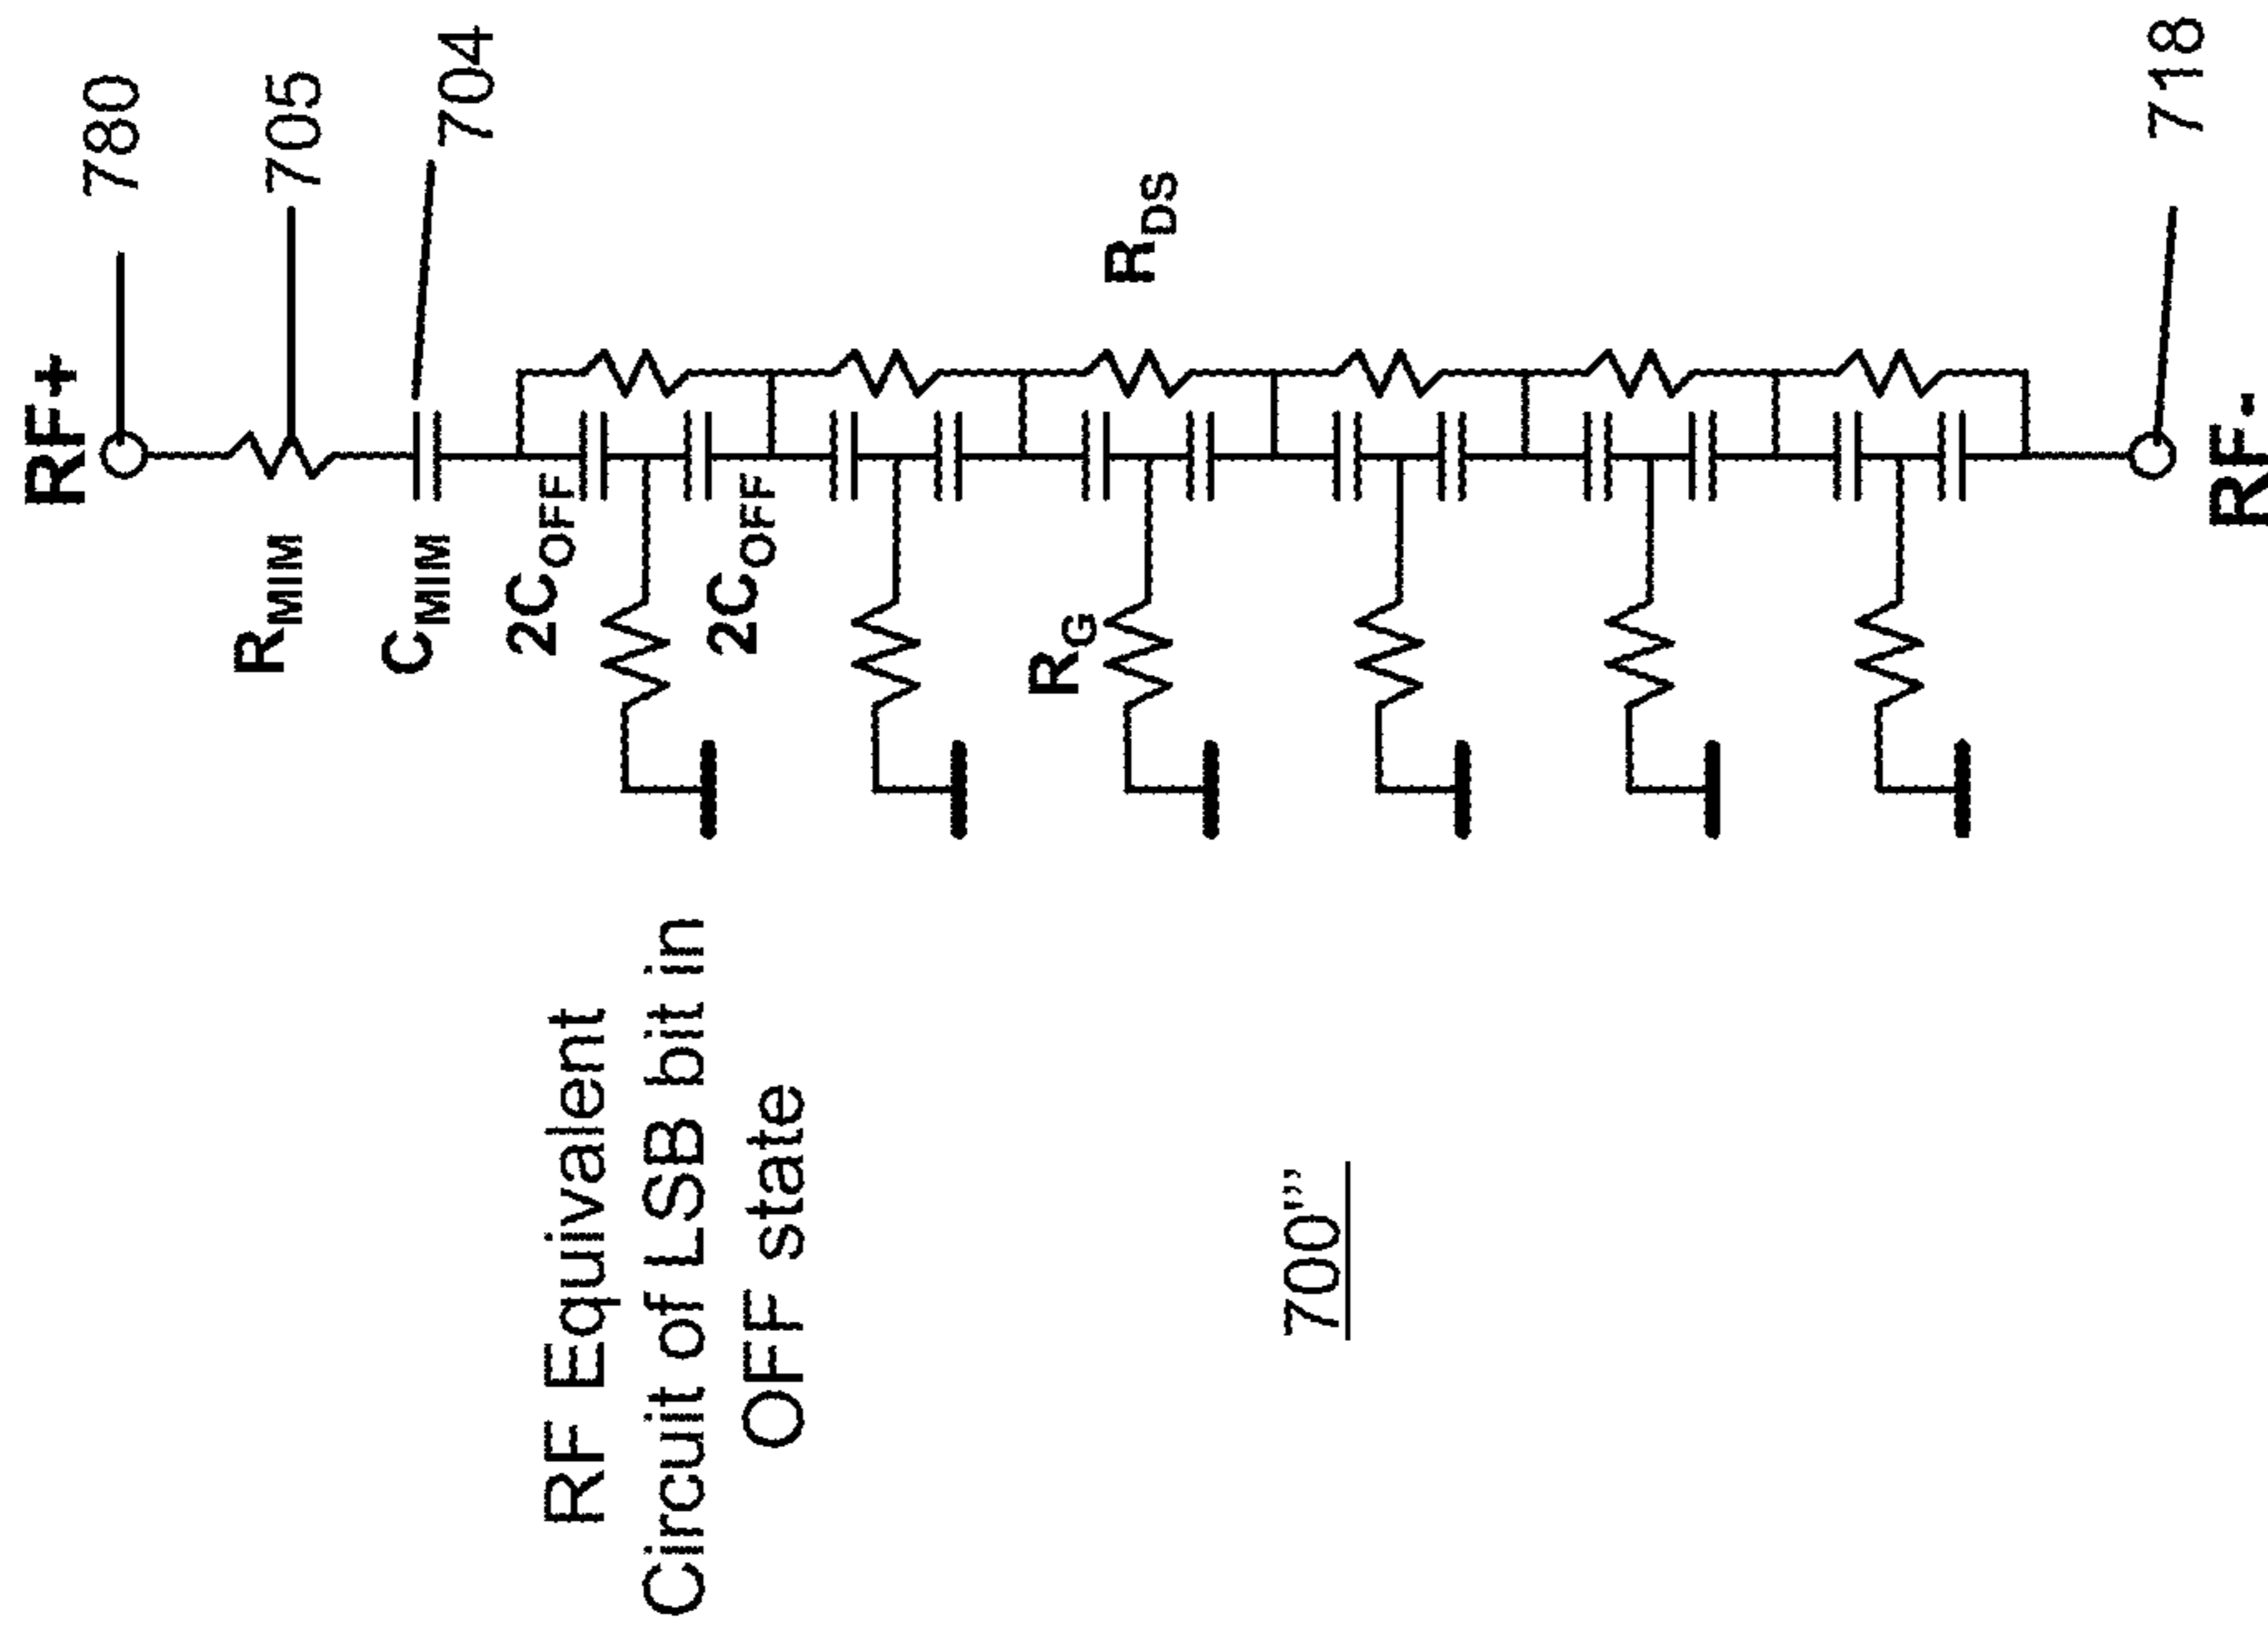 RF+
780
R_MIM
705
C_MIM
704
2C_OFF
2C_OFF
R_G
R_DS
RF-
718
RF Equivalent
Circuit of LSB bit in
OFF state
700"”